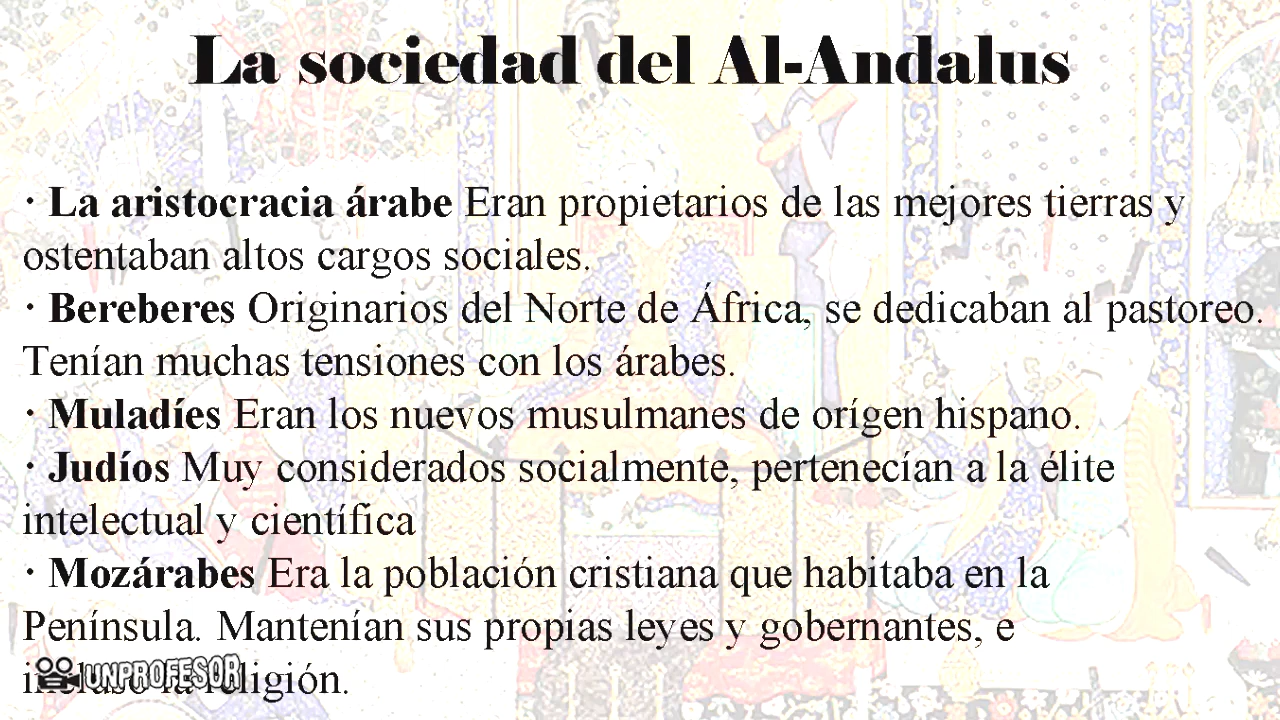 La sociedad del Al-Andalus
· La aristocracia árabe Eran propietarios de las mejores tierras y
ostentaban altos cargos sociales.
· Bereberes Originarios del Norte de África, se dedicaban al pastoreo.
Tenían muchas tensiones con los árabes.
· Muladíes Eran los nuevos musulmanes de orígen hispano.
· Judíos Muy considerados socialmente, pertenecían a la élite
intelectual y científica
· Mozárabes Era la población cristiana que habitaba en la
Península. Mantenían sus propias leyes y gobernantes, e
incluso la religión.
UNPROFESOR